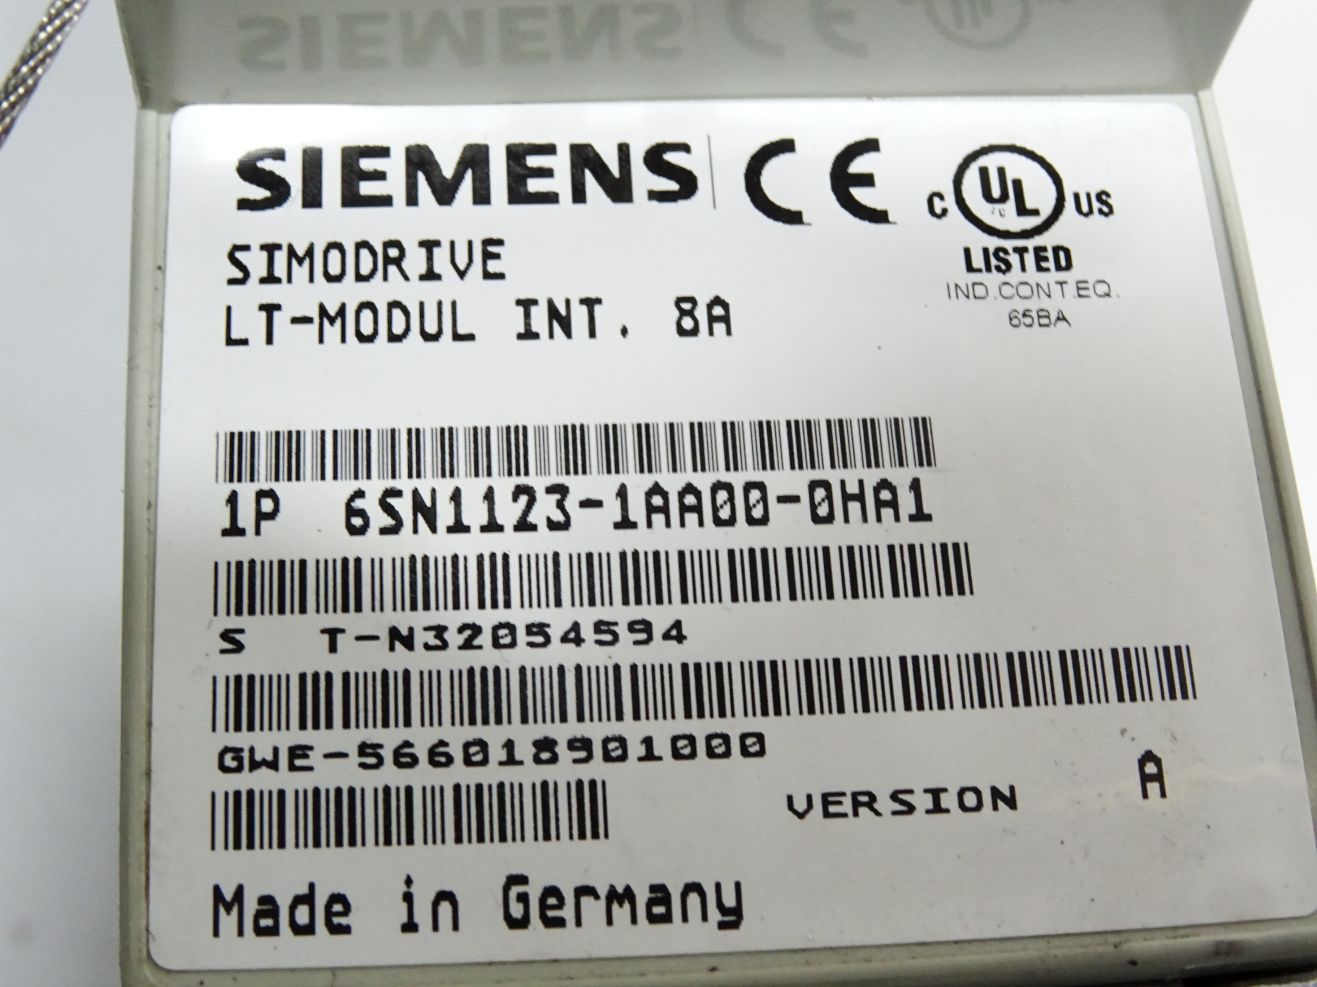 SIEMENS CE C UL US
LISTED
IND.CONT.EQ.
65BA
SIMODRIVE
LT-MODUL INT. 8A
1P 6SN1123-1AA00-0HA1
S T-N32054594
GWE-566018901000
VERSION A
Made in Germany